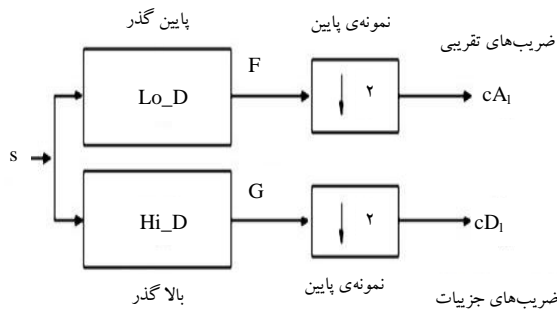 پایین گذر
نمونه‌ی پایین
ضریب‌های تقریبی
Lo_D
F
↓ ۲
cA₁
s
Hi_D
G
↓ ۲
cD₁
بالا گذر
نمونه‌ی پایین
ضریب‌های جزییات